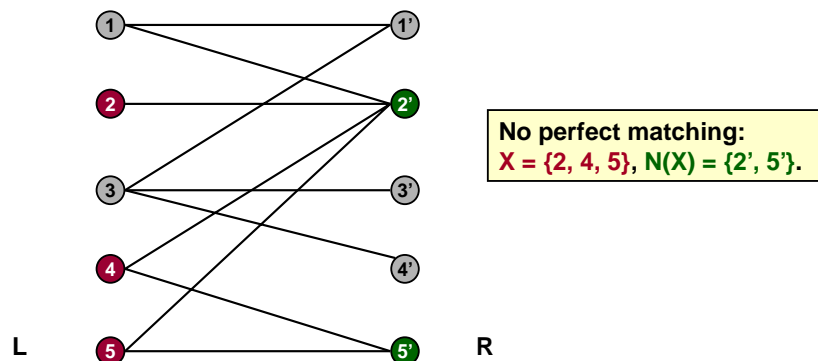 1 1’
2 2’
No perfect matching:
X = {2, 4, 5}, N(X) = {2’, 5’}.
3 3’
4 4’
L 5 5’ R